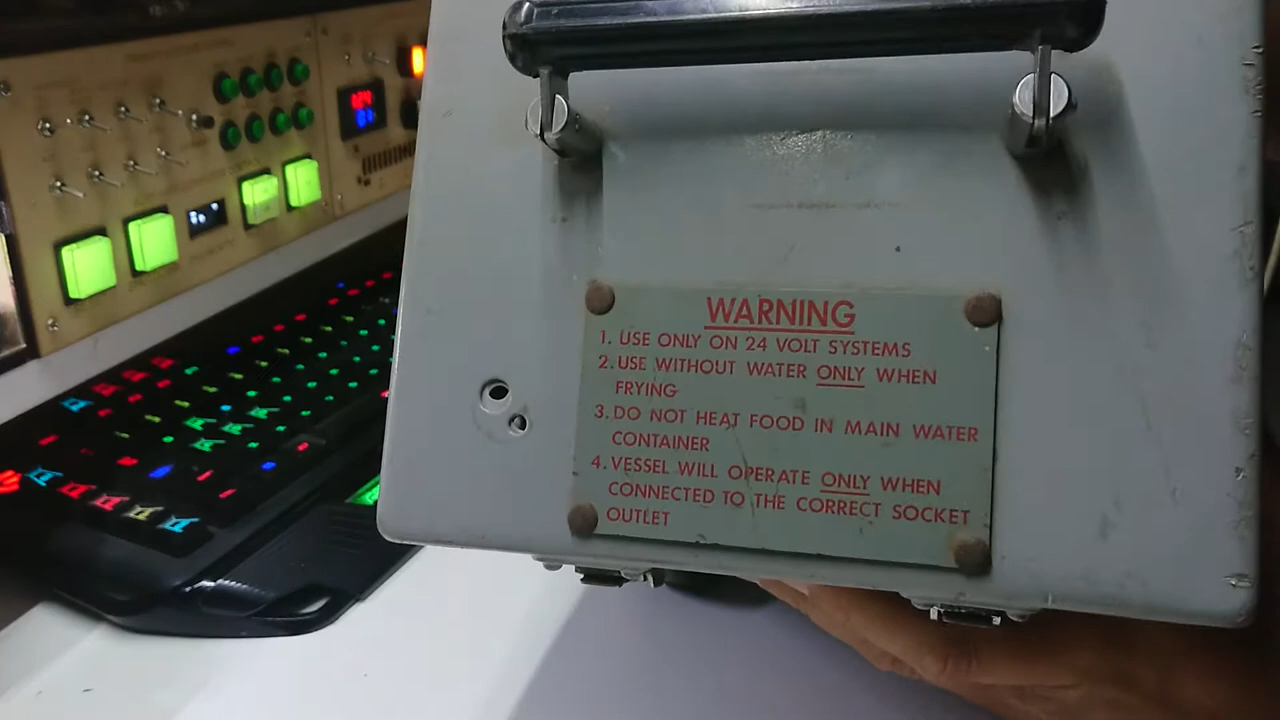 WARNING
1. USE ONLY ON 24 VOLT SYSTEMS
2. USE WITHOUT WATER ONLY WHEN
FRYING
3. DO NOT HEAT FOOD IN MAIN WATER
CONTAINER
4. VESSEL WILL OPERATE ONLY WHEN
CONNECTED TO THE CORRECT SOCKET
OUTLET